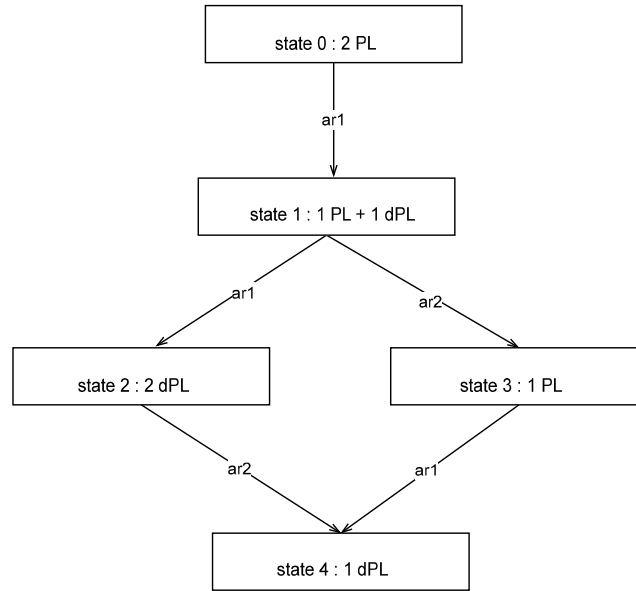 state 0 : 2 PL
ar1
state 1 : 1 PL + 1 dPL
ar1
ar2
state 2 : 2 dPL
state 3 : 1 PL
ar2
ar1
state 4 : 1 dPL